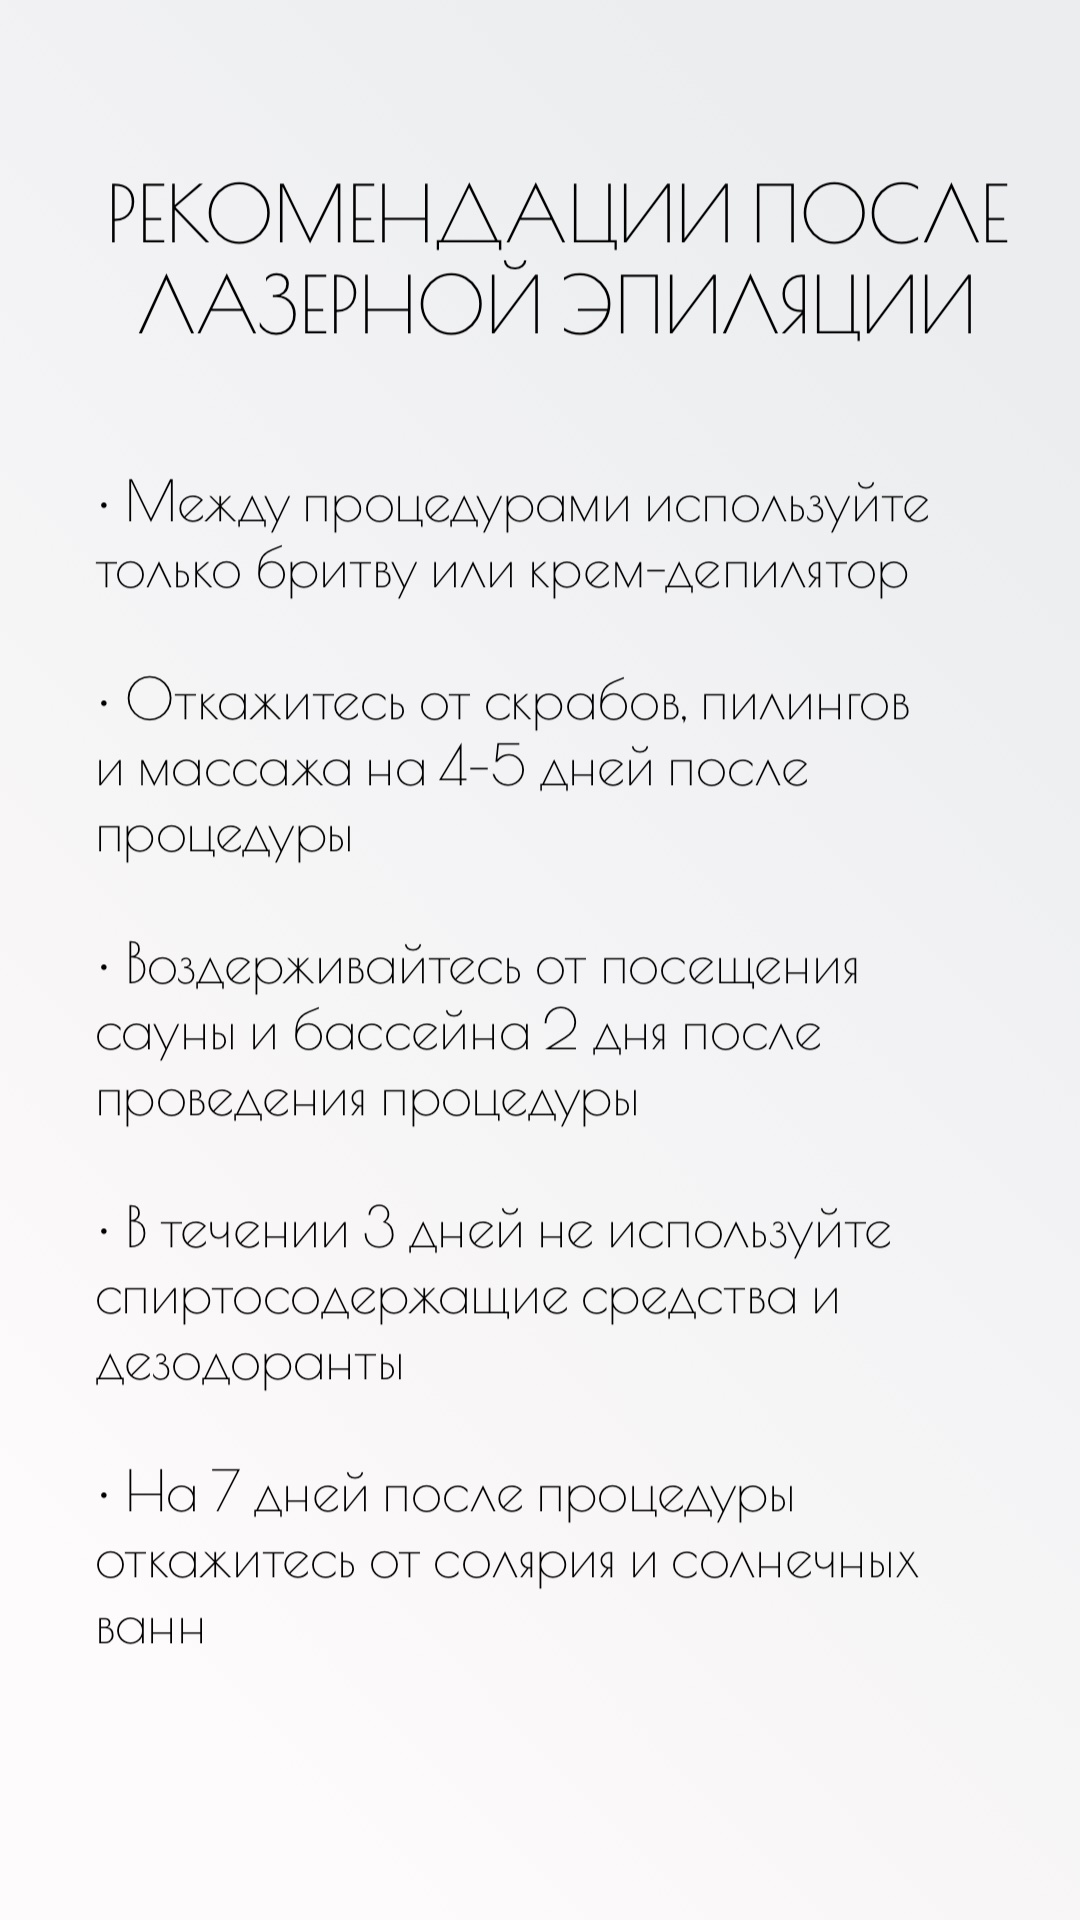 РЕКОМЕНДАЦИИ ПОСЛЕ
ЛАЗЕРНОЙ ЭПИЛЯЦИИ
• Между процедурами используйте
только бритву или крем-депилятор
• Откажитесь от скрабов, пилингов
и массажа на 4-5 дней после
процедуры
• Воздерживайтесь от посещения
сауны и бассейна 2 дня после
проведения процедуры
• В течении 3 дней не используйте
спиртосодержащие средства и
дезодоранты
• На 7 дней после процедуры
откажитесь от солярия и солнечных
ванн